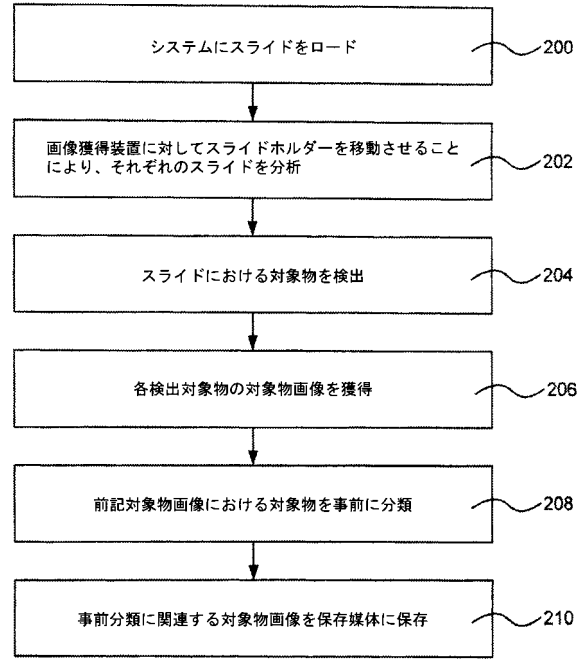 システムにスライドをロード
200
画像獲得装置に対してスライドホルダーを移動させること
により、それぞれのスライドを分析
202
スライドにおける対象物を検出
204
各検出対象物の対象物画像を獲得
206
前記対象物画像における対象物を事前に分類
208
事前分類に関連する対象物画像を保存媒体に保存
210